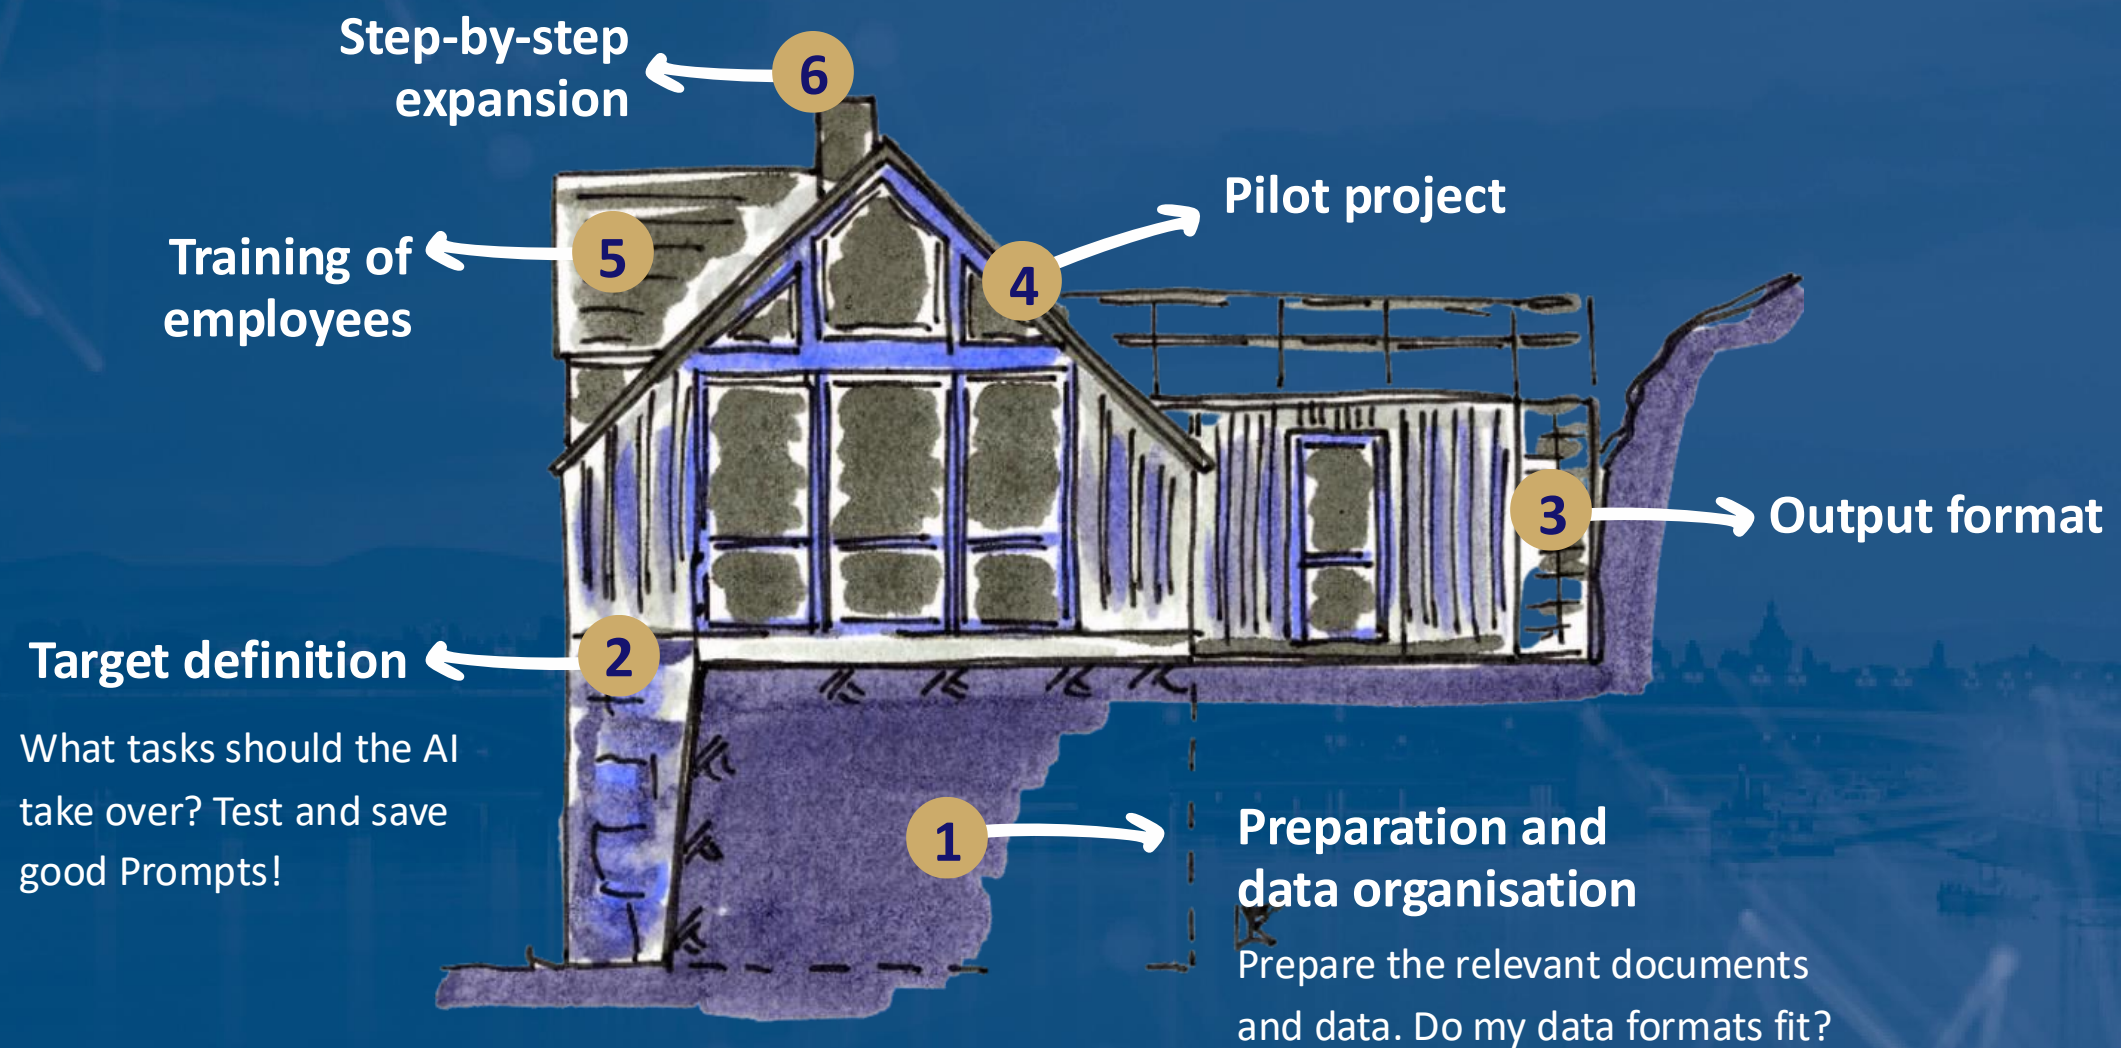 Step-by-step
expansion
6
Pilot project
Training of
employees
5
4
3
Output format
Target definition
2
What tasks should the AI
take over? Test and save
good Prompts!
1
Preparation and
data organisation
Prepare the relevant documents
and data. Do my data formats fit?